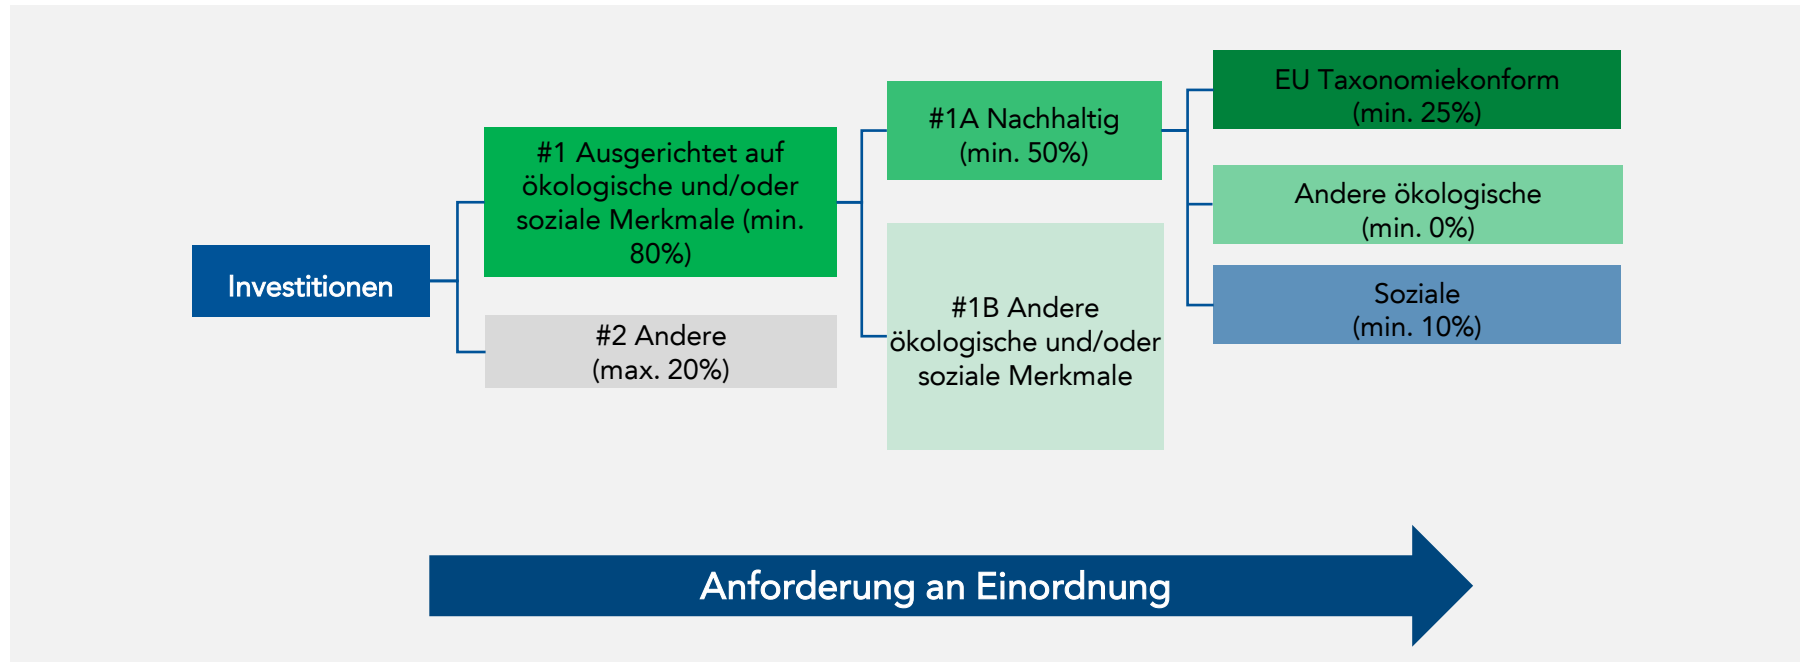 Investitionen
#1 Ausgerichtet auf
ökologische und/oder
soziale Merkmale (min.
80%)
#2 Andere
(max. 20%)
#1A Nachhaltig
(min. 50%)
#1B Andere
ökologische und/oder
soziale Merkmale
EU Taxonomiekonform
(min. 25%)
Andere ökologische
(min. 0%)
Soziale
(min. 10%)
Anforderung an Einordnung